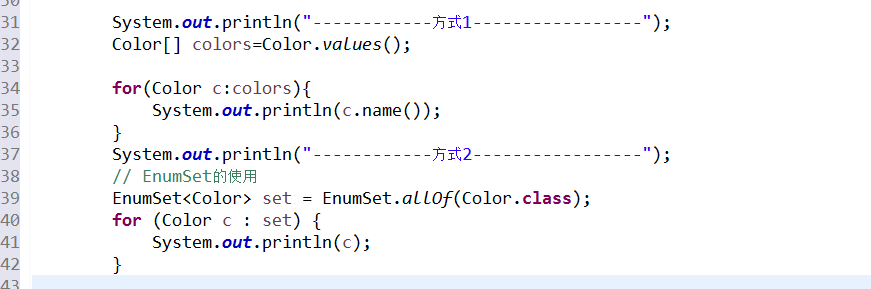 31 System.out.println("------------方式1-----------------");
32 Color[] colors=Color.values();
33
34 for(Color c:colors){
35 System.out.println(c.name());
36 }
37 System.out.println("------------方式2-----------------");
38 // EnumSet的使用
39 EnumSet<Color> set = EnumSet.allOf(Color.class);
40 for (Color c : set) {
41 System.out.println(c);
42 }
43